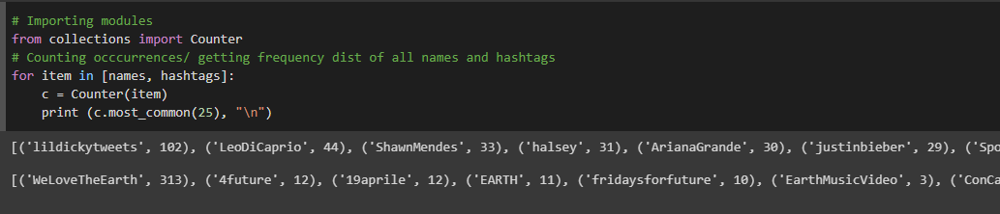 # Importing modules
from collections import Counter
# Counting occcurrences/ getting frequency dist of all names and hashtags
for item in [names, hashtags]:
    c = Counter(item)
    print (c.most_common(25), "\n")
[('lildickytweets', 102), ('LeoDiCaprio', 44), ('ShawnMendes', 33), ('halsey', 31), ('ArianaGrande', 30), ('justinbieber', 29), ('Spo
[('WeLoveTheEarth', 313), ('4future', 12), ('19aprile', 12), ('EARTH', 11), ('fridaysforfuture', 10), ('EarthMusicVideo', 3), ('ConCa